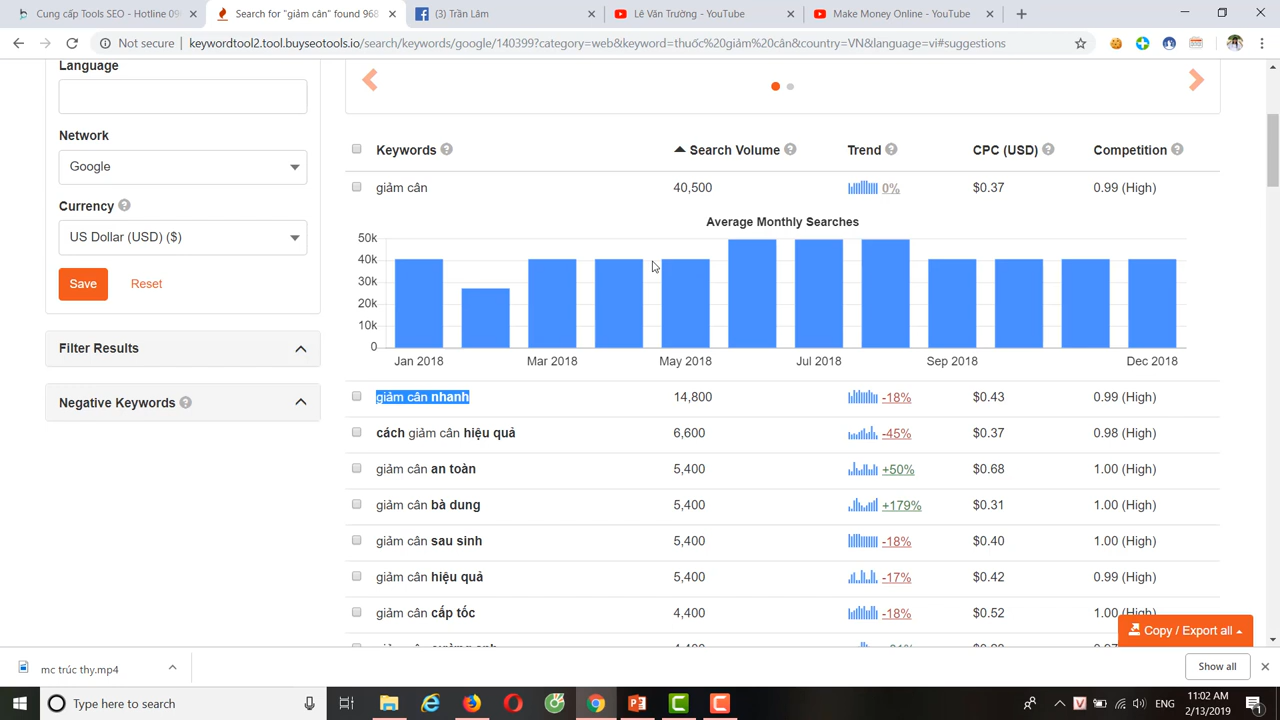 Cung cấp Tools SEO - Hotline 09
Search for "giảm cân" found 968
(3) Trần Lâm
Lê Văn Trường - YouTube
Make Money Online - YouTube
Not secure
keywordtool2.tool.buyseotools.io/search/keywords/google/140399?category=web&keyword=thuốc%20giảm%20cân&country=VN&language=vi#suggestions
Language
Network
Google
Currency
US Dollar (USD) ($)
Save
Reset
Filter Results
Negative Keywords
Keywords Search Volume Trend CPC (USD) Competition
giảm cân 40,500 0% $0.37 0.99 (High)
Average Monthly Searches
50k
40k
30k
20k
10k
0
Jan 2018 Mar 2018 May 2018 Jul 2018 Sep 2018 Dec 2018
giảm cân nhanh 14,800 -18% $0.43 0.99 (High)
cách giảm cân hiệu quả 6,600 -45% $0.37 0.98 (High)
giảm cân an toàn 5,400 +50% $0.68 1.00 (High)
giảm cân bà dung 5,400 +179% $0.31 1.00 (High)
giảm cân sau sinh 5,400 -18% $0.40 1.00 (High)
giảm cân hiệu quả 5,400 -17% $0.42 0.99 (High)
giảm cân cấp tốc 4,400 -18% $0.52 1.00 (High)
Copy / Export all
mc trúc thy.mp4
Show all
Type here to search
ENG
11:02 AM
2/13/2019